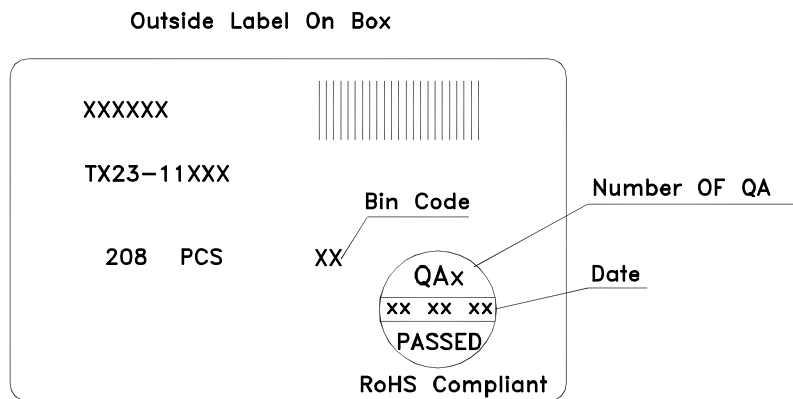 Outside Label On Box
XXXXXX
TX23-11XXX
Number OF QA
Bin Code
208 PCS XX
QAx
Date
xx xx xx
PASSED
RoHS Compliant